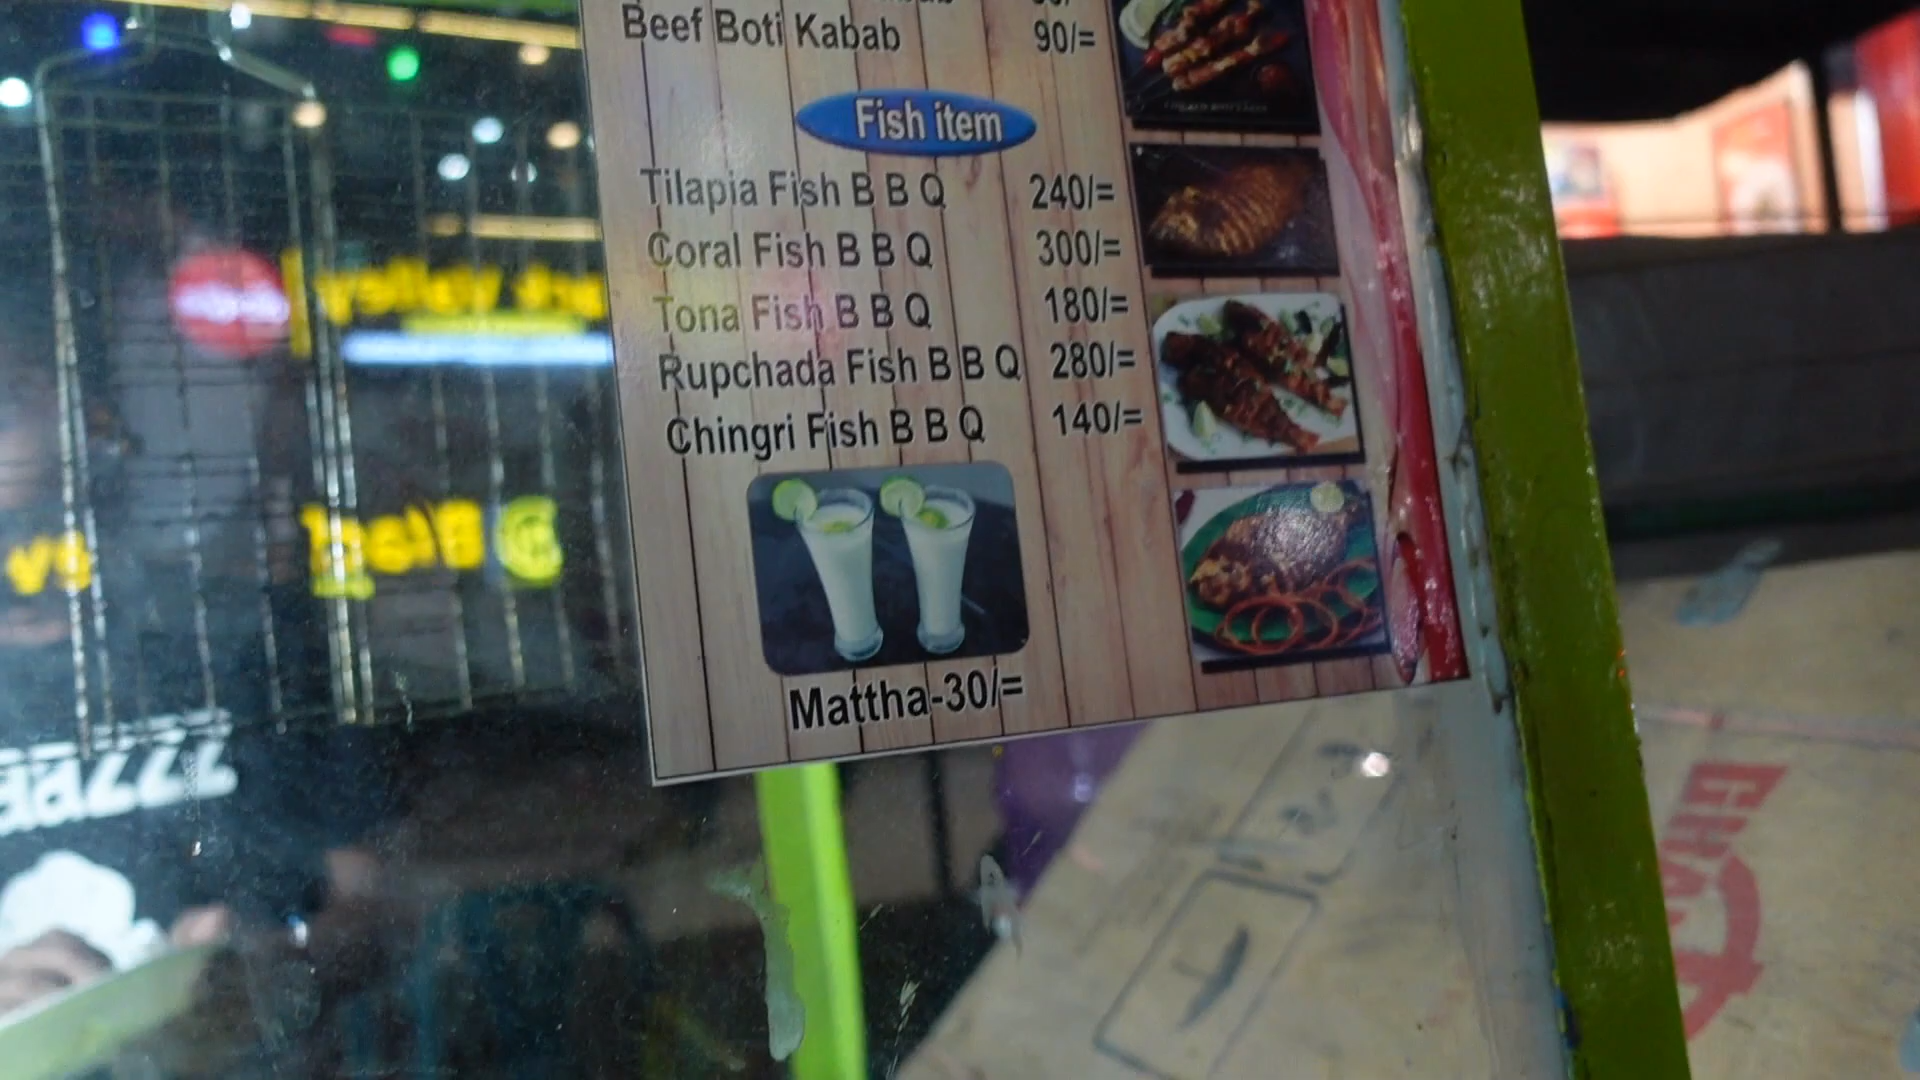 Beef Boti Kabab 90/=
Fish item
Tilapia Fish B B Q 240/=
Coral Fish B B Q 300/=
Tona Fish B B Q 180/=
Rupchada Fish B B Q 280/=
Chingri Fish B B Q 140/=
Mattha-30/=